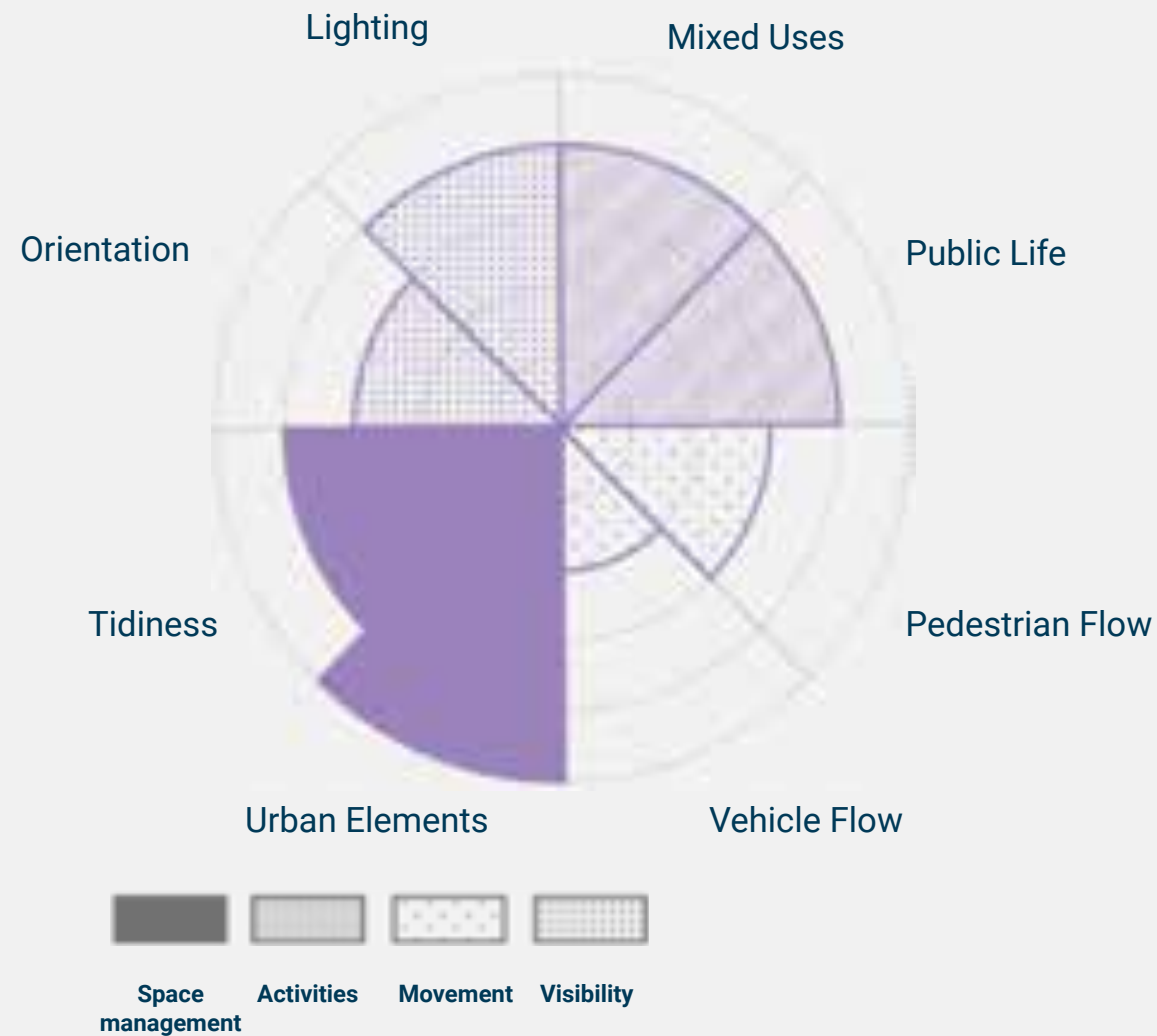 Lighting
Mixed Uses
Orientation
Public Life
Tidiness
Pedestrian Flow
Urban Elements
Vehicle Flow
Space
management
Activities
Movement
Visibility